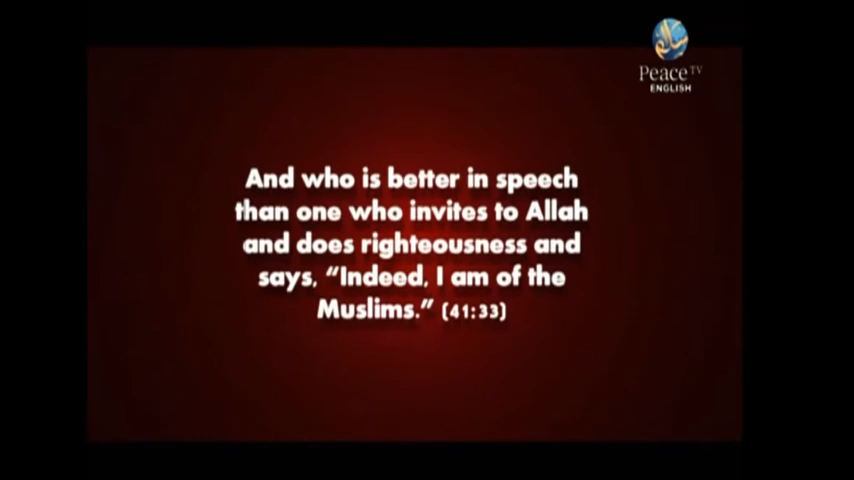 سلام
Peace TV
ENGLISH
And who is better in speech
than one who invites to Allah
and does righteousness and
says, “Indeed, I am of the
Muslims.” (41:33)